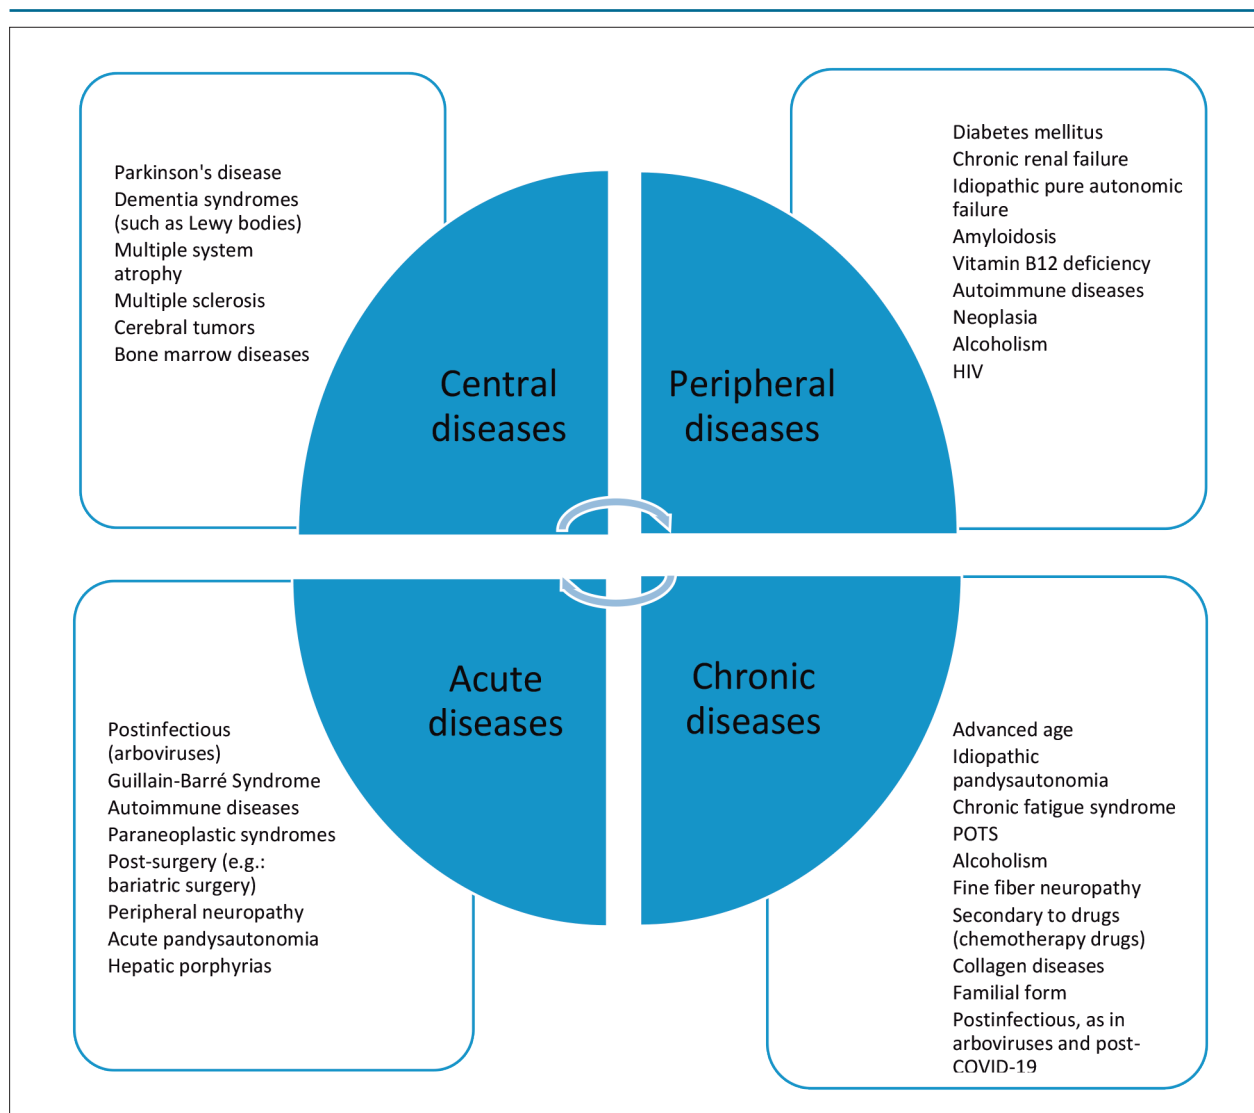 Parkinson's disease
Dementia syndromes
(such as Lewy bodies)
Multiple system
atrophy
Multiple sclerosis
Cerebral tumors
Bone marrow diseases
Central
diseases
Peripheral
diseases
Diabetes mellitus
Chronic renal failure
Idiopathic pure autonomic
failure
Amyloidosis
Vitamin B12 deficiency
Autoimmune diseases
Neoplasia
Alcoholism
HIV
Postinfectious
(arboviruses)
Guillain-Barré Syndrome
Autoimmune diseases
Paraneoplastic syndromes
Post-surgery (e.g.:
bariatric surgery)
Peripheral neuropathy
Acute pandysautonomia
Hepatic porphyrias
Acute
diseases
Chronic
diseases
Advanced age
Idiopathic
pandysautonomia
Chronic fatigue syndrome
POTS
Alcoholism
Fine fiber neuropathy
Secondary to drugs
(chemotherapy drugs)
Collagen diseases
Familial form
Postinfectious, as in
arboviruses and post-
COVID-19